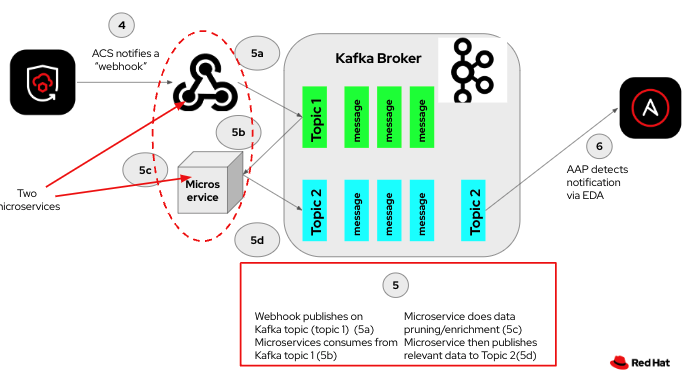 4
ACS notifies a
“webhook”
5a
Kafka Broker
Topic 1
message
message
message
5b
5c
Micros
ervice
Two
microservices
Topic 2
message
message
message
Topic 2
5d
6
AAP detects
notification
via EDA
5
Webhook publishes on
Kafka topic (topic 1) (5a)
Microservices consumes from
Kafka topic 1 (5b)
Microservice does data
pruning/enrichment (5c)
Microservice then publishes
relevant data to Topic 2(5d)
Red Hat